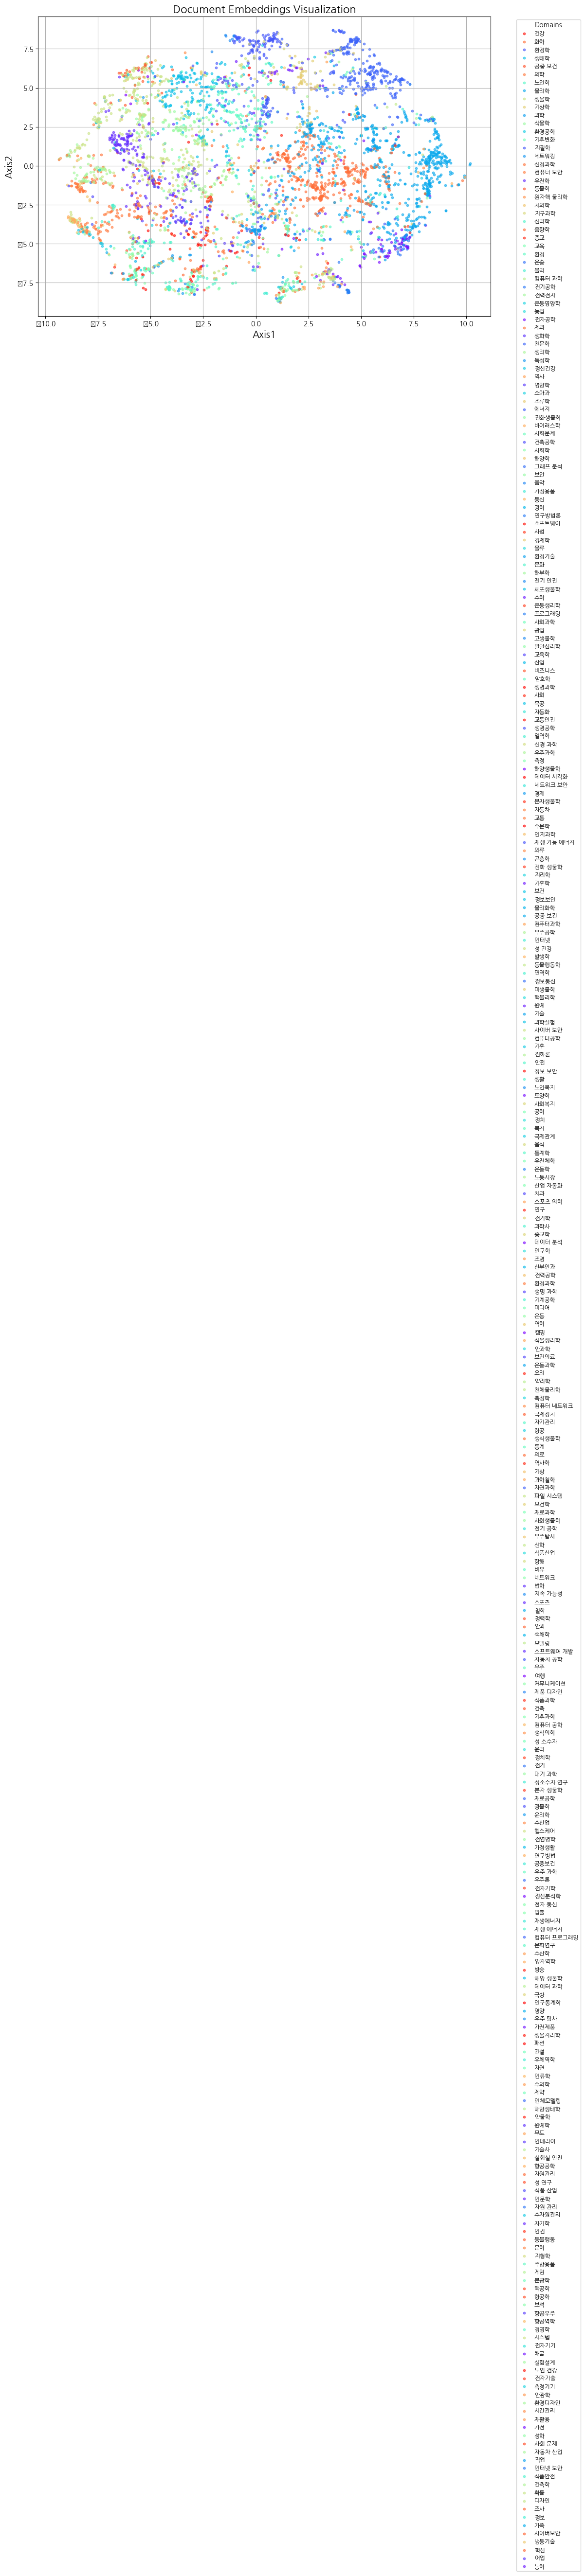 Document Embeddings Visualization
Axis2
7.5
5.0
2.5
0.0
2.5
5.0
7.5
10.0
7.5
5.0
2.5
0.0
2.5
5.0
7.5
10.0
Axis1
Domains
건강
화학
환경학
생태학
공중 보건
의학
노인학
물리학
생물학
기상학
과학
식물학
환경공학
기후변화
지질학
네트워킹
신경과학
컴퓨터 보안
유전학
동물학
원자핵 물리학
치의학
지구과학
심리학
음향학
종교
교육
환경
운송
물리
컴퓨터 과학
전기공학
전력전자
운동영양학
농업
전자공학
제과
생화학
천문학
생리학
독성학
정신건강
역사
영양학
소아과
조류학
에너지
진화생물학
바이러스학
사회문제
건축공학
사회학
해양학
그래프 분석
보안
음악
가정용품
통신
광학
연구방법론
소프트웨어
사법
경제학
물류
환경기술
문화
해부학
전기 안전
세포생물학
수학
운동생리학
프로그래밍
사회과학
광업
고생물학
발달심리학
교육학
산업
비즈니스
암호학
생명과학
사회
목공
자동화
교통안전
생명공학
열역학
신경 과학
우주과학
측정
해양생물학
데이터 시각화
네트워크 보안
경제
분자생물학
자동차
교통
수문학
인지과학
재생 가능 에너지
의류
곤충학
진화 생물학
지리학
기후학
보건
정보보안
물리화학
공공 보건
컴퓨터과학
우주공학
인터넷
성 건강
발생학
동물행동학
면역학
정보통신
미생물학
핵물리학
원예
기술
과학실험
사이버 보안
컴퓨터공학
기후
진화론
안전
정보 보안
생활
노인복지
토양학
사회복지
공학
정치
복지
국제관계
음식
통계학
유전체학
운동학
노동시장
산업 자동화
치과
스포츠 의학
연구
전기학
과학사
종교학
데이터 분석
인구학
조명
산부인과
전력공학
환경과학
생명 과학
기계공학
미디어
운동
역학
캠핑
식물생리학
안과학
보건의료
운동과학
요리
약리학
천체물리학
측정학
컴퓨터 네트워크
국제정치
자기관리
항공
생식생물학
통계
의료
역사학
기상
과학철학
자연과학
파일 시스템
보건학
재료과학
사회생물학
전기 공학
우주탐사
신학
식품산업
항해
비유
네트워크
법학
지속 가능성
스포츠
철학
청력학
안과
색채학
모델링
소프트웨어 개발
자동차 공학
우주
여행
커뮤니케이션
제품 디자인
식품과학
건축
기후과학
컴퓨터 공학
생식의학
성 소수자
윤리
정치학
전기
대기 과학
성소수자 연구
분자 생물학
재료공학
광물학
윤리학
수산업
헬스케어
전염병학
가정생활
연구방법
공중보건
우주 과학
우주론
전자기학
정신분석학
전자 통신
법률
재생에너지
재생 에너지
컴퓨터 프로그래밍
문화연구
수산학
양자역학
방송
해양 생물학
데이터 과학
국방
인구통계학
영양
우주 탐사
가전제품
생물지리학
패션
건설
유체역학
자연
인류학
수의학
제약
인체모델링
해양생태학
약물학
원예학
무도
인테리어
기술사
실험실 안전
항공공학
자원관리
성 연구
식품 산업
인문학
자원 관리
수자원관리
자기학
인권
동물행동
문학
지형학
주방용품
게임
분광학
핵공학
항공학
보석
항공우주
항공역학
경영학
시스템
전자기기
채굴
실험설계
노인 건강
전자기술
측정기기
안광학
환경디자인
시간관리
재활용
가전
성학
사회 문제
자동차 산업
직업
인터넷 보안
식품안전
건축학
확률
디자인
조사
정보
가족
사이버보안
냉동기술
혁신
어업
농학